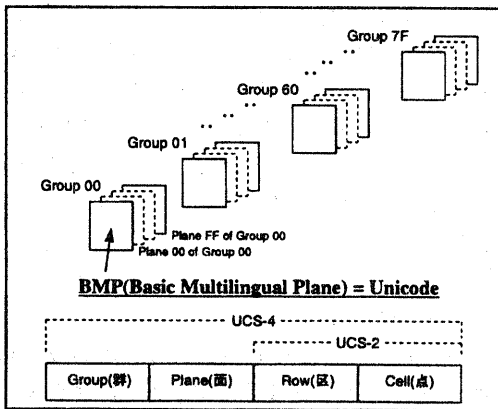 Group 7F
Group 60
Group 01
Group 00
Plane FF of Group 00
Plane 00 of Group 00
BMP(Basic Multilingual Plane) = Unicode
UCS-4
UCS-2
Group(群) Plane(面) Row(区) Cell(点)